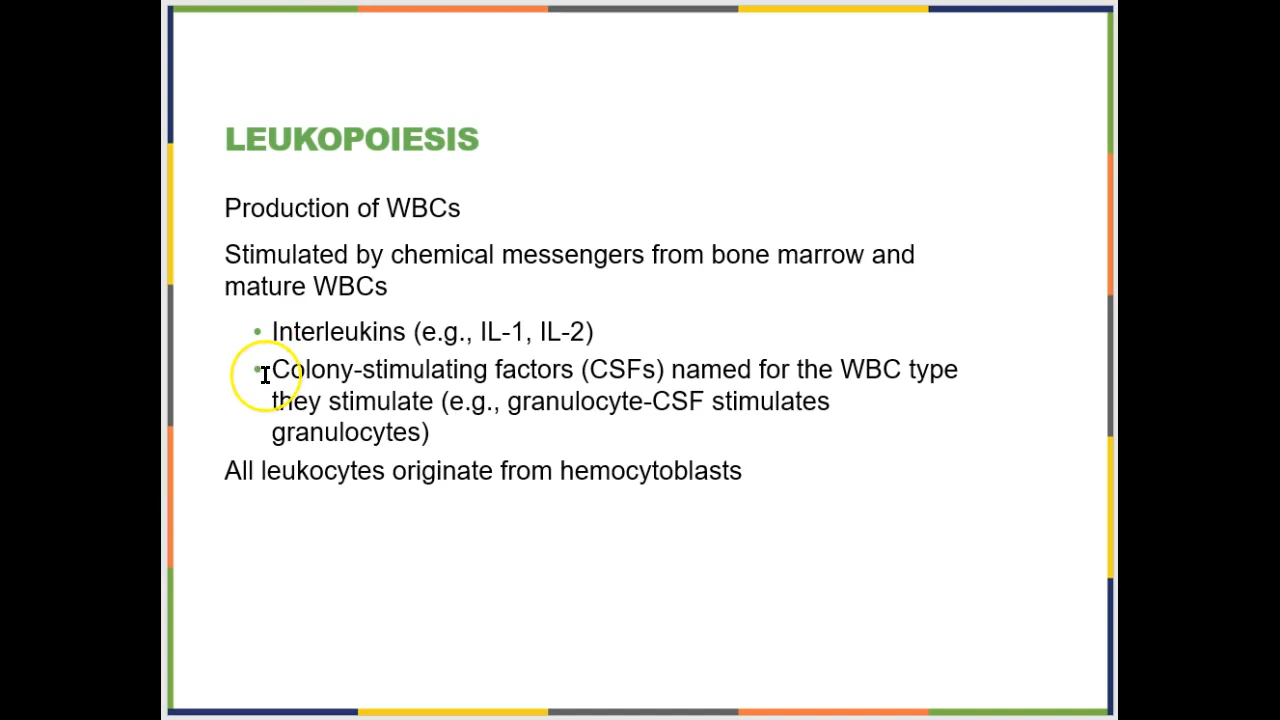 LEUKOPOIESIS
Production of WBCs
Stimulated by chemical messengers from bone marrow and
mature WBCs
• Interleukins (e.g., IL-1, IL-2)
• Colony-stimulating factors (CSFs) named for the WBC type
they stimulate (e.g., granulocyte-CSF stimulates
granulocytes)
All leukocytes originate from hemocytoblasts